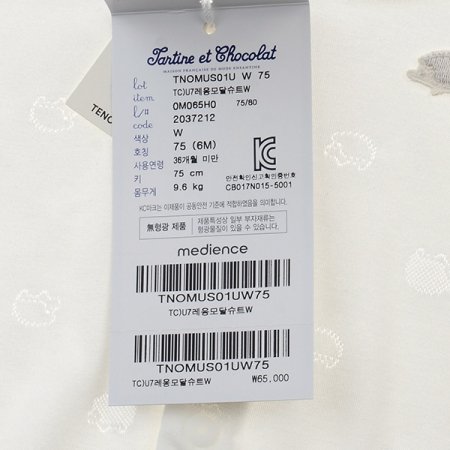 Tartine et Chocolat
MAISON FRANÇAISE DE MODE ENFANTINE
lot TNOMUS01U W 75
item TC)U7레용모달슈트W
l/# 0M065H0 75/80
code 2037212
색상 W
호칭 75 (6M)
사용연령 36개월 미만
키 75 cm
몸무게 9.6 kg
안전확인신고확인증번호
CB017N015-5001
KC마크는 이제품이 공동안전 기준에 적합하였음을 의미합니다.
無형광 제품
제품특성상 일부 부자재류는
형광물질이 있을 수 있습니다.
medience
TNOMUS01UW75
TC)U7레용모달슈트W
TNOMUS01UW75
TC)U7레용모달슈트W ₩65,000
TENC